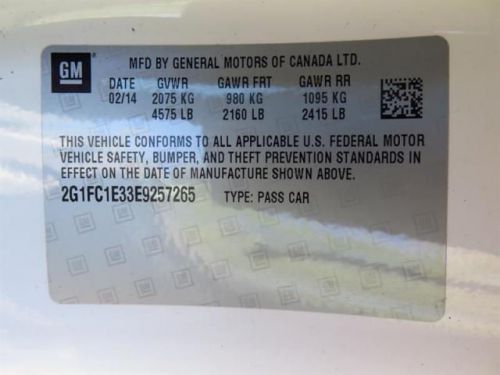 GM
MFD BY GENERAL MOTORS OF CANADA LTD.
DATE GVWR GAWR FRT GAWR RR
02/14 2075 KG 980 KG 1095 KG
4575 LB 2160 LB 2415 LB
THIS VEHICLE CONFORMS TO ALL APPLICABLE U.S. FEDERAL MOTOR
VEHICLE SAFETY, BUMPER, AND THEFT PREVENTION STANDARDS IN
EFFECT ON THE DATE OF MANUFACTURE SHOWN ABOVE.
2G1FC1E33E9257265 TYPE: PASS CAR